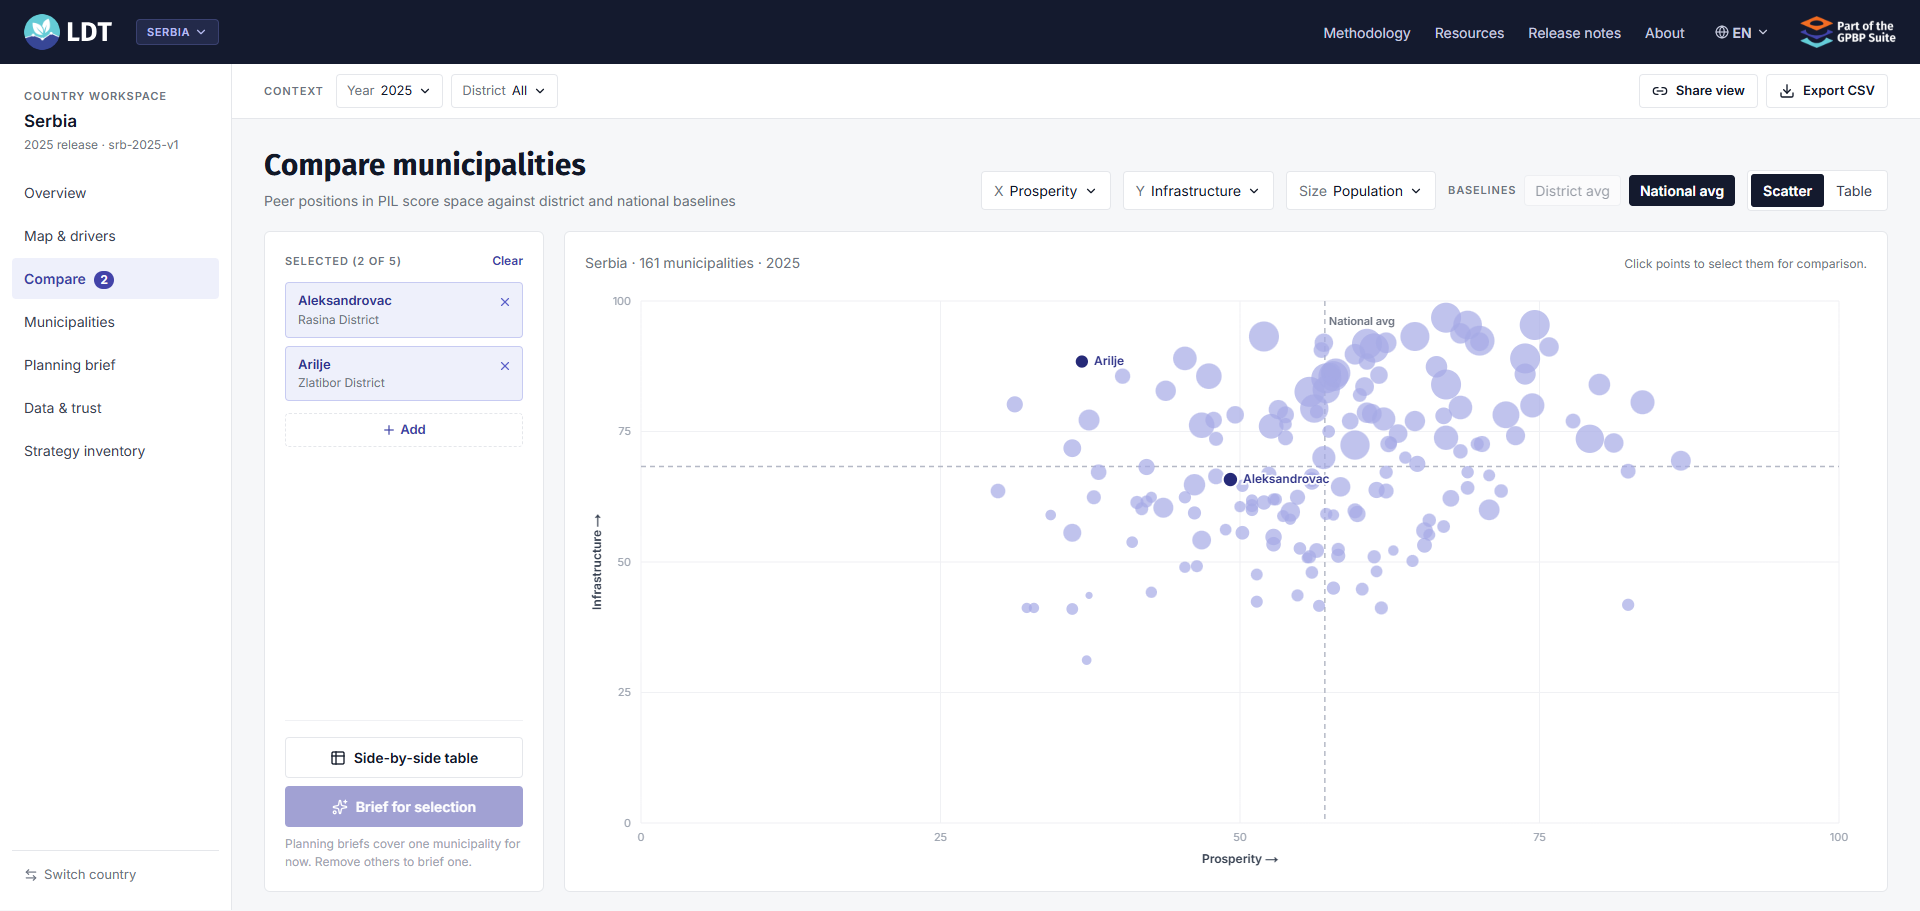 LDT
SERBIA
Methodology
Resources
Release notes
About
EN
Part of the
GPBP Suite
COUNTRY WORKSPACE
Serbia
2025 release · srb-2025-v1
Overview
Map & drivers
Compare 2
Municipalities
Planning brief
Data & trust
Strategy inventory
Switch country
CONTEXT
Year 2025
District All
Share view
Export CSV
Compare municipalities
Peer positions in PIL score space against district and national baselines
X Prosperity
Y Infrastructure
Size Population
BASELINES
District avg
National avg
Scatter
Table
SELECTED (2 OF 5)
Clear
Aleksandrovac
Rasina District
Arilje
Zlatibor District
+ Add
Side-by-side table
Brief for selection
Planning briefs cover one municipality for
now. Remove others to brief one.
Serbia · 161 municipalities · 2025
Click points to select them for comparison.
100
National avg
Arilje
75
Aleksandrovac
Infrastructure →
50
25
0
0
25
50
75
100
Prosperity →